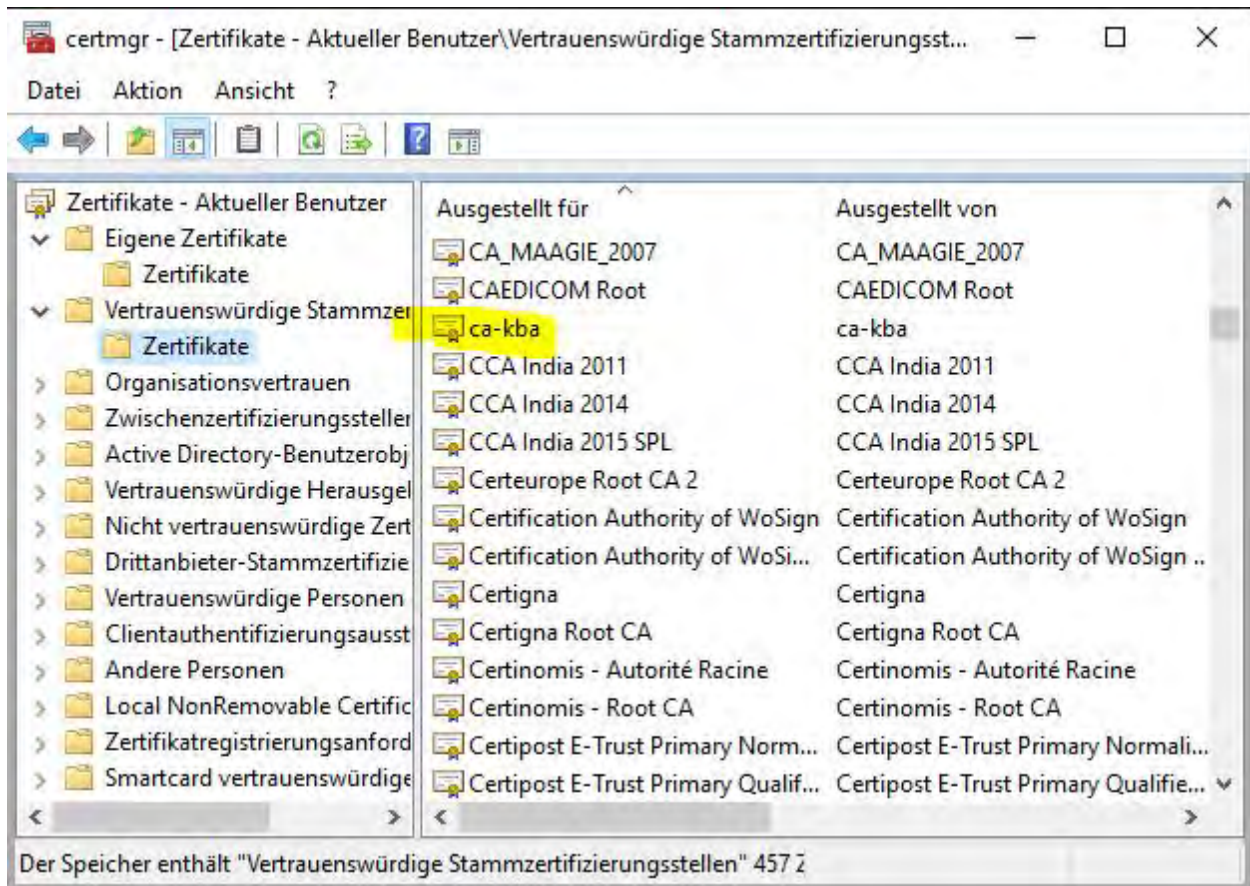 certmgr - [Zertifikate - Aktueller Benutzer\Vertrauenswürdige Stammzertifizierungsst...
Datei Aktion Ansicht ?
Zertifikate - Aktueller Benutzer
Eigene Zertifikate
Zertifikate
Vertrauenswürdige Stammzer
Zertifikate
Organisationsvertrauen
Zwischenzertifizierungssteller
Active Directory-Benutzerobj
Vertrauenswürdige Herausgel
Nicht vertrauenswürdige Zert
Drittanbieter-Stammzertifizie
Vertrauenswürdige Personen
Clientauthentifizierungsausst
Andere Personen
Local NonRemovable Certific
Zertifikatregistrierungsanford
Smartcard vertrauenswürdige
Ausgestellt für Ausgestellt von
CA_MAAGIE_2007 CA_MAAGIE_2007
CAEDICOM Root CAEDICOM Root
ca-kba ca-kba
CCA India 2011 CCA India 2011
CCA India 2014 CCA India 2014
CCA India 2015 SPL CCA India 2015 SPL
Certeurope Root CA 2 Certeurope Root CA 2
Certification Authority of WoSign Certification Authority of WoSign
Certification Authority of WoSi... Certification Authority of WoSign ..
Certigna Certigna
Certigna Root CA Certigna Root CA
Certinomis - Autorité Racine Certinomis - Autorité Racine
Certinomis - Root CA Certinomis - Root CA
Certipost E-Trust Primary Norm... Certipost E-Trust Primary Normali...
Certipost E-Trust Primary Qualif... Certipost E-Trust Primary Qualifie...
Der Speicher enthält "Vertrauenswürdige Stammzertifizierungsstellen" 457